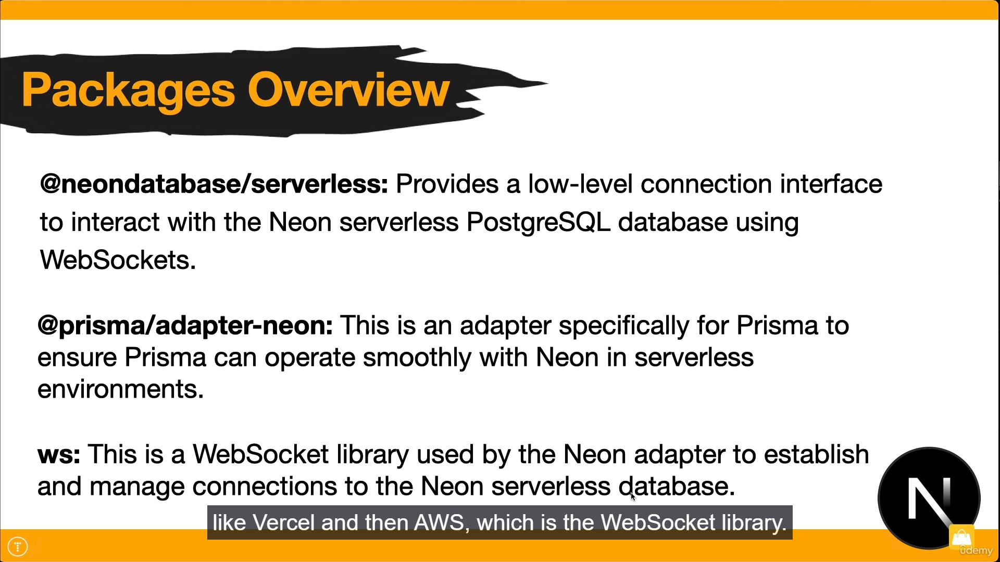 Packages Overview
@neondatabase/serverless: Provides a low-level connection interface
to interact with the Neon serverless PostgreSQL database using
WebSockets.
@prisma/adapter-neon: This is an adapter specifically for Prisma to
ensure Prisma can operate smoothly with Neon in serverless
environments.
ws: This is a WebSocket library used by the Neon adapter to establish
and manage connections to the Neon serverless database.
like Vercel and then AWS, which is the WebSocket library.
N
T
ûdemy